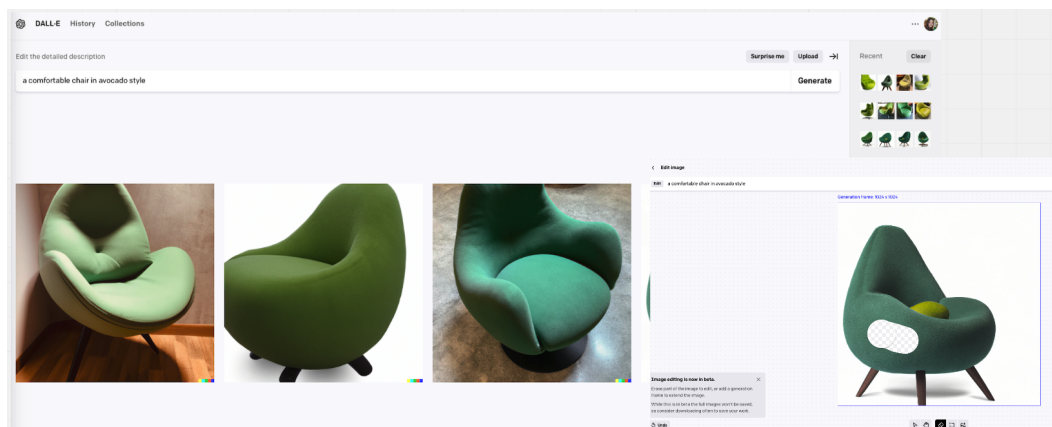 DALL·E History Collections
Edit the detailed description
Surprise me Upload
a comfortable chair in avocado style Generate
Recent Clear
Edit image
Edit a comfortable chair in avocado style
Generation frame: 1024 x 1024
Image editing is now in beta.
Erase part of the image to edit, or add a generation
frame to extend the image.
While this is in beta the full images won't be saved,
so consider downloading often to save your work.
Undo